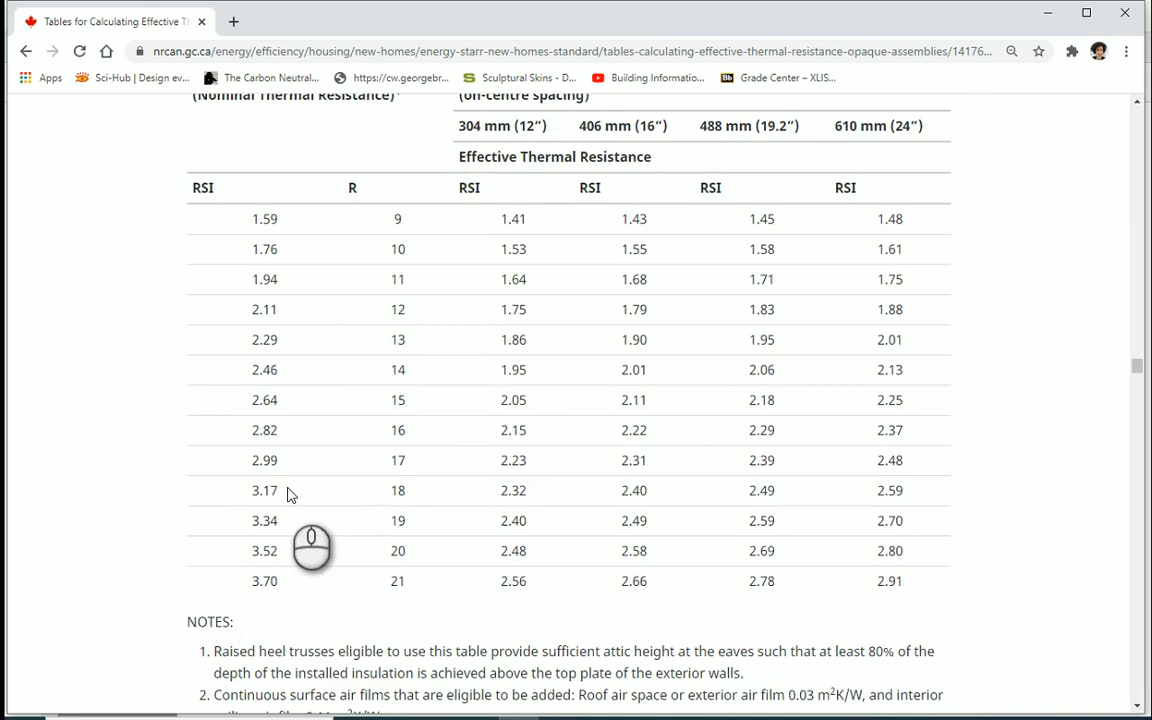 Tables for Calculating Effective T
nrcan.gc.ca/energy/efficiency/housing/new-homes/energy-starr-new-homes-standard/tables-calculating-effective-thermal-resistance-opaque-assemblies/14176...
Apps Sci-Hub | Design ev... The Carbon Neutral... https://cw.georgebr... Sculptural Skins - D... Building Informatio... Bb Grade Center – XLIS...
(Nominal Thermal Resistance) (on-centre spacing)
304 mm (12″) 406 mm (16″) 488 mm (19.2″) 610 mm (24″)
Effective Thermal Resistance
RSI R RSI RSI RSI RSI
1.59 9 1.41 1.43 1.45 1.48
1.76 10 1.53 1.55 1.58 1.61
1.94 11 1.64 1.68 1.71 1.75
2.11 12 1.75 1.79 1.83 1.88
2.29 13 1.86 1.90 1.95 2.01
2.46 14 1.95 2.01 2.06 2.13
2.64 15 2.05 2.11 2.18 2.25
2.82 16 2.15 2.22 2.29 2.37
2.99 17 2.23 2.31 2.39 2.48
3.17 18 2.32 2.40 2.49 2.59
3.34 19 2.40 2.49 2.59 2.70
3.52 20 2.48 2.58 2.69 2.80
3.70 21 2.56 2.66 2.78 2.91
NOTES:
1. Raised heel trusses eligible to use this table provide sufficient attic height at the eaves such that at least 80% of the
depth of the installed insulation is achieved above the top plate of the exterior walls.
2. Continuous surface air films that are eligible to be added: Roof air space or exterior air film 0.03 m²K/W, and interior